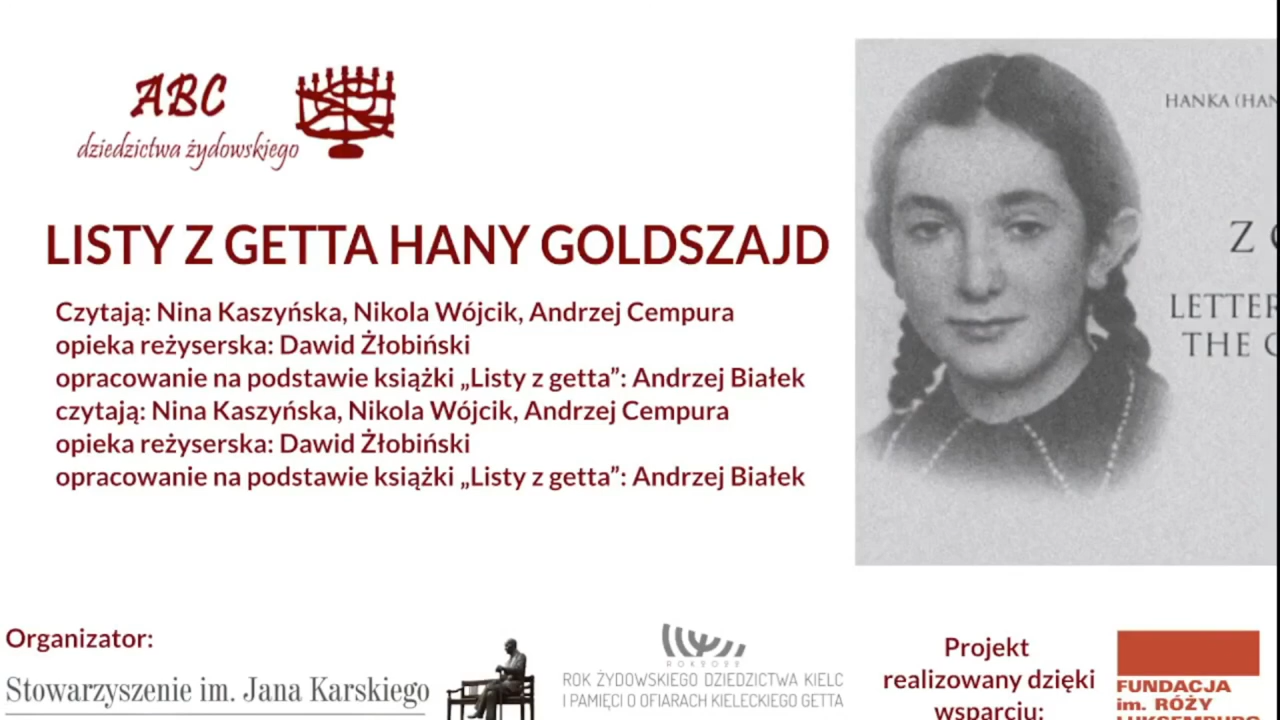 ABC
dziedzictwa żydowskiego
LISTY Z GETTA HANY GOLDSZAJD
Czytają: Nina Kaszyńska, Nikola Wójcik, Andrzej Cempura
opieka reżyserska: Dawid Żłobiński
opracowanie na podstawie książki „Listy z getta”: Andrzej Białek
czytają: Nina Kaszyńska, Nikola Wójcik, Andrzej Cempura
opieka reżyserska: Dawid Żłobiński
opracowanie na podstawie książki „Listy z getta”: Andrzej Białek
HANKA
Z
THE
Organizator:
Stowarzyszenie im. Jana Karskiego
ROK2022
ROK ŻYDOWSKIEGO DZIEDZICTWA KIELC
I PAMIĘCI O OFIARACH KIELECKIEGO GETTA
Projekt
realizowany dzięki
wsparciu:
FUNDACJA
im. RÓŻY